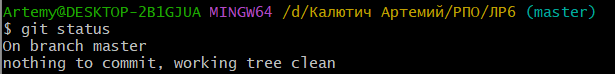 Artemy@DESKTOP-2B1GJUA MINGW64 /d/Калютич Артемий/РПО/ЛР6 (master)
$ git status
On branch master
nothing to commit, working tree clean